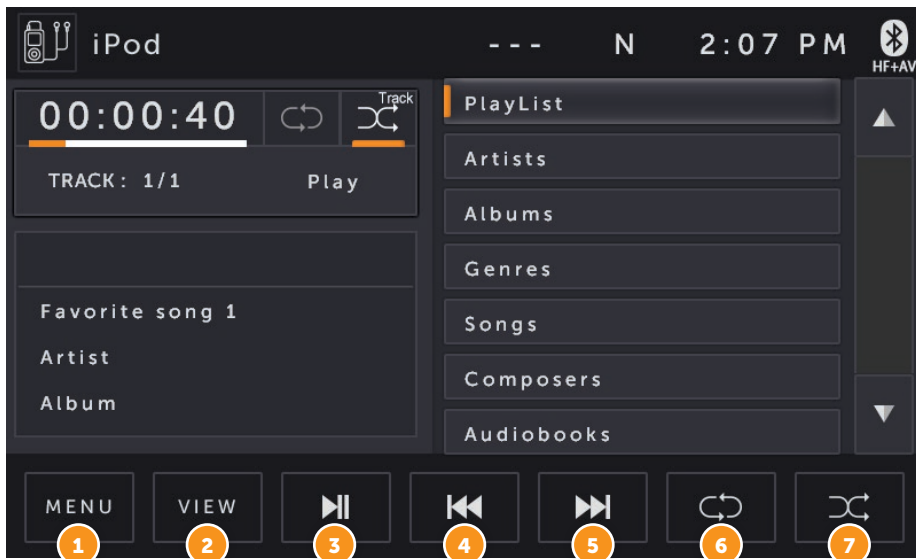 iPod
- - - N 2:07 PM
HF+AV
00:00:40
Track
TRACK: 1/1 Play
Favorite song 1
Artist
Album
PlayList
Artists
Albums
Genres
Songs
Composers
Audiobooks
MENU VIEW
1 2 3 4 5 6 7